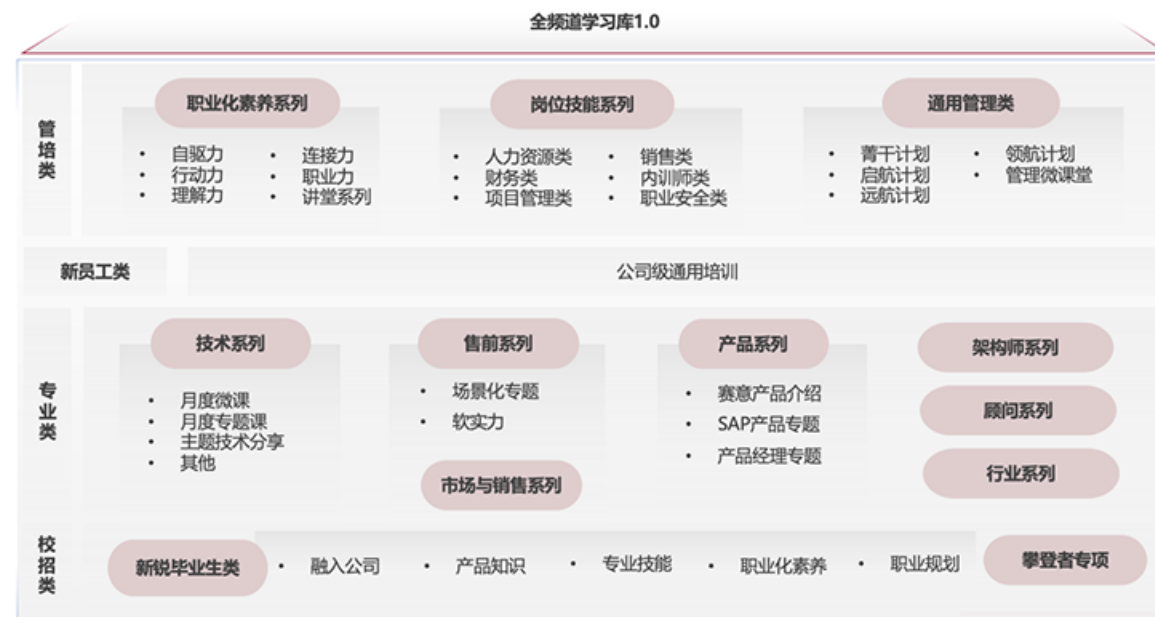 全频道学习库1.0
管培类
职业化素养系列
• 自驱力
• 行动力
• 理解力
• 连接力
• 职业力
• 讲堂系列
岗位技能系列
• 人力资源类
• 财务类
• 项目管理类
• 销售类
• 内训师类
• 职业安全类
通用管理类
• 菁干计划
• 启航计划
• 远航计划
• 领航计划
• 管理微课堂
新员工类
公司级通用培训
专业类
技术系列
• 月度微课
• 月度专题课
• 主题技术分享
• 其他
售前系列
• 场景化专题
• 软实力
市场与销售系列
产品系列
• 赛意产品介绍
• SAP产品专题
• 产品经理专题
架构师系列
顾问系列
行业系列
校招类
新锐毕业生类
• 融入公司
• 产品知识
• 专业技能
• 职业化素养
• 职业规划
攀登者专项